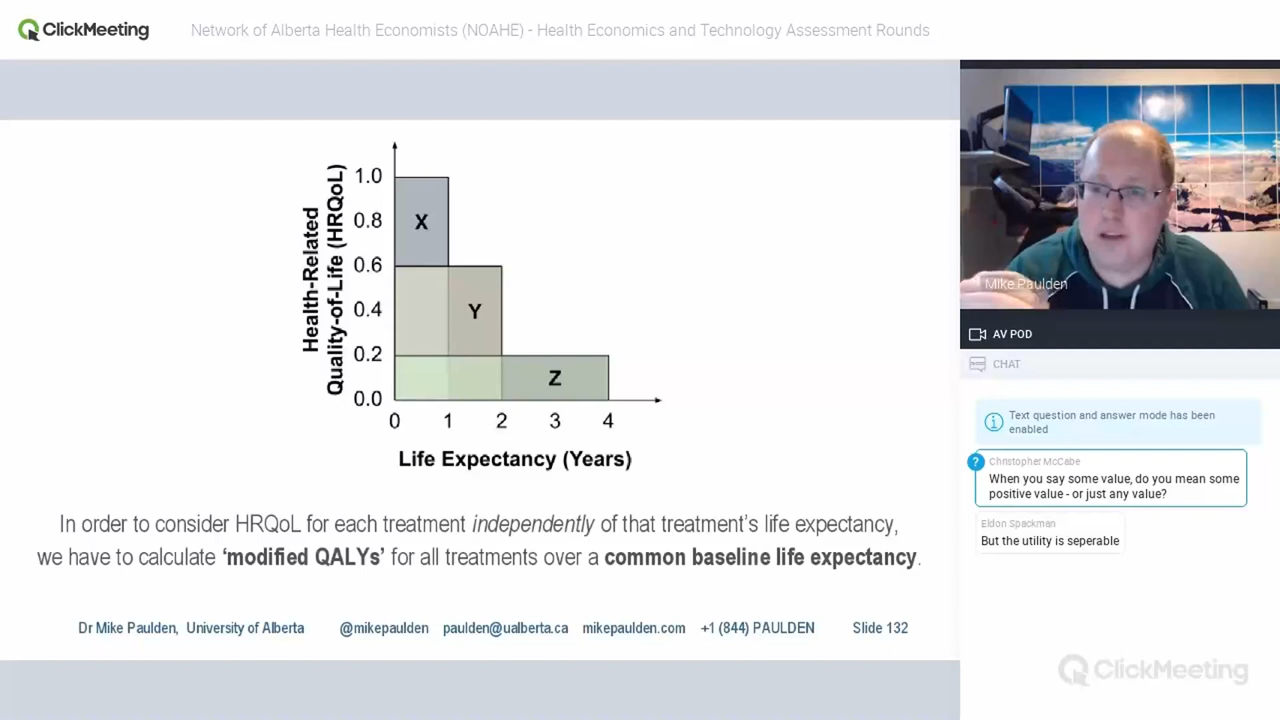 ClickMeeting
Network of Alberta Health Economists (NOAHE) - Health Economics and Technology Assessment Rounds
Health-Related
Quality-of-Life (HRQoL)
1.0
0.8
0.6
0.4
0.2
0.0
X
Y
Z
0 1 2 3 4
Life Expectancy (Years)
In order to consider HRQoL for each treatment independently of that treatment's life expectancy,
we have to calculate 'modified QALYs' for all treatments over a common baseline life expectancy.
Dr Mike Paulden, University of Alberta @mikepaulden paulden@ualberta.ca mikepaulden.com +1 (844) PAULDEN Slide 132
Mike Paulden
AV POD
CHAT
Text question and answer mode has been
enabled
?
Christopher McCabe
When you say some value, do you mean some
positive value - or just any value?
Eldon Spackman
But the utility is seperable
ClickMeeting